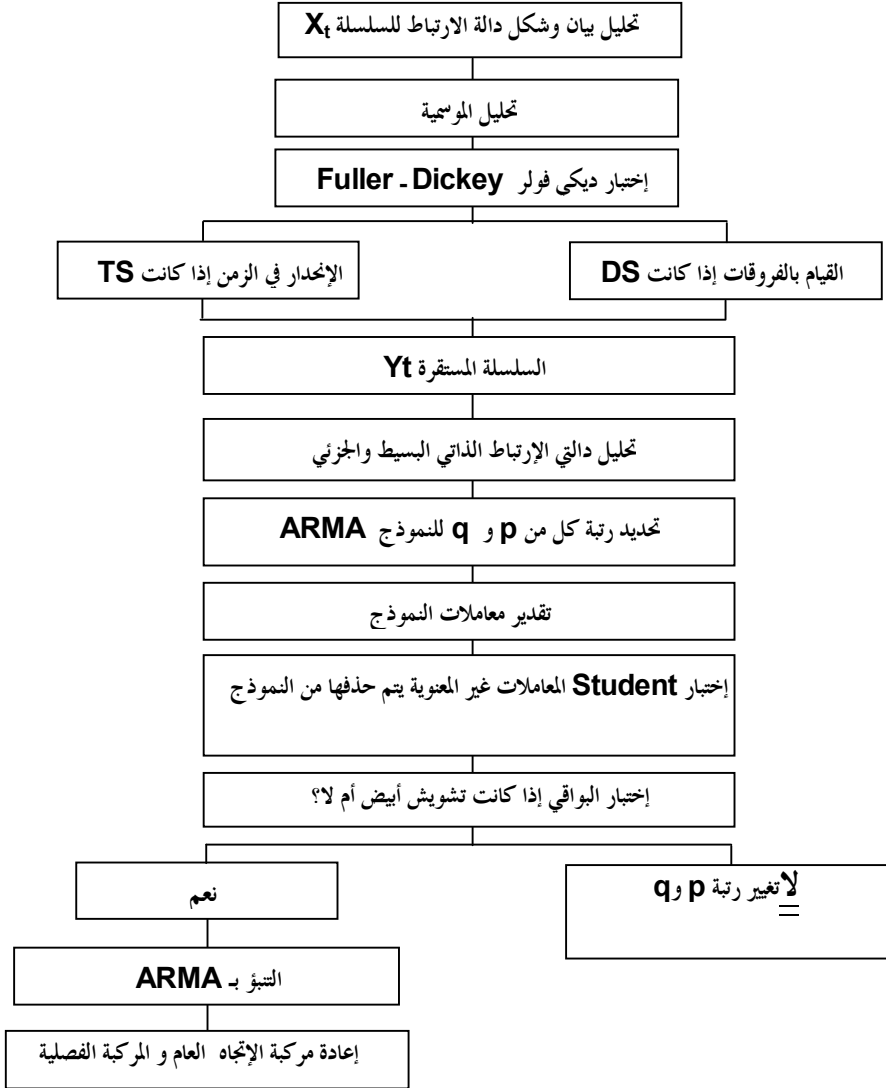 تحليل بيان وشكل دالة الارتباط للسلسلة Xt
تحليل الموسمية
إختبار ديكي فولر Fuller - Dickey
القيام بالفروقات إذا كانت DS
الإنحدار في الزمن إذا كانت TS
السلسلة المستقرة Yt
تحليل دالتي الإرتباط الذاتي البسيط والجزئي
تحديد رتبة كل من p و q للنموذج ARMA
تقدير معاملات النموذج
إختبار Student المعاملات غير المعنوية يتم حذفها من النموذج
إختبار البواقي إذا كانت تشويش أبيض أم لا؟
لا تغيير رتبة p وq
نعم
التنبؤ بـ ARMA
إعادة مركبة الإتجاه العام و المركبة الفصلية